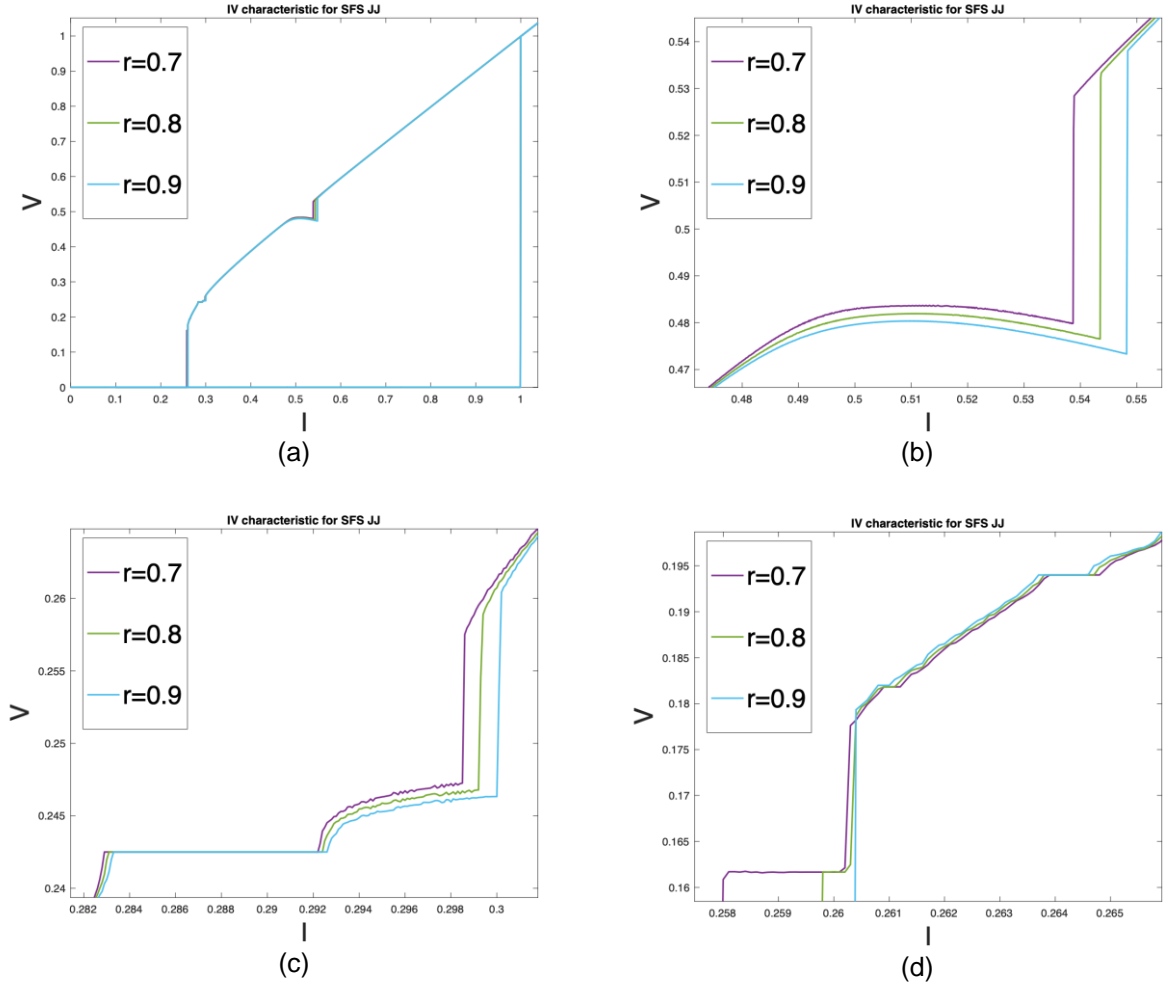 IV characteristic for SFS JJ
1
0.9
0.8
0.7
0.6
0.5
0.4
0.3
0.2
0.1
0
V
r=0.7
r=0.8
r=0.9
0 0.1 0.2 0.3 0.4 0.5 0.6 0.7 0.8 0.9 1
I
(a)
IV characteristic for SFS JJ
0.54
0.53
0.52
0.51
0.5
0.49
0.48
0.47
V
r=0.7
r=0.8
r=0.9
0.48 0.49 0.5 0.51 0.52 0.53 0.54 0.55
I
(b)
IV characteristic for SFS JJ
0.26
0.255
0.25
0.245
0.24
V
r=0.7
r=0.8
r=0.9
0.282 0.284 0.286 0.288 0.29 0.292 0.294 0.296 0.298 0.3
I
(c)
IV characteristic for SFS JJ
0.195
0.19
0.185
0.18
0.175
0.17
0.165
0.16
V
r=0.7
r=0.8
r=0.9
0.258 0.259 0.26 0.261 0.262 0.263 0.264 0.265
I
(d)